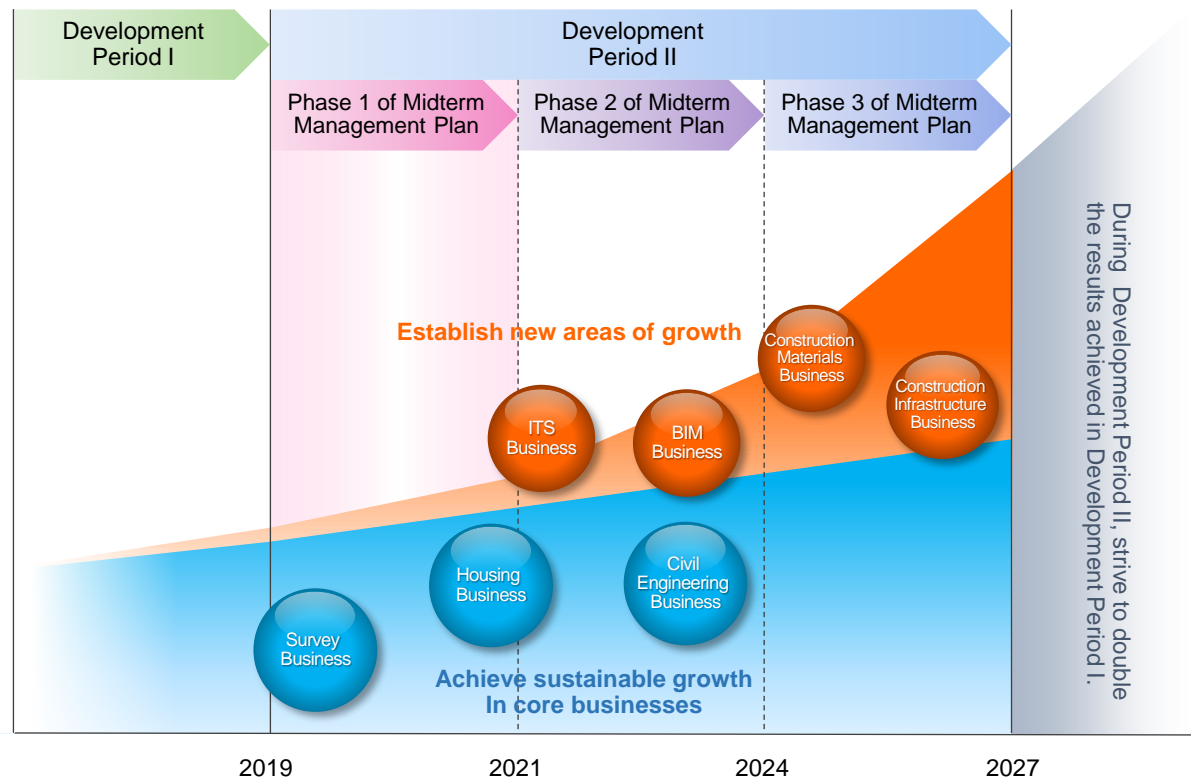 Development
Period I
Development
Period II
Phase 1 of Midterm
Management Plan
Phase 2 of Midterm
Management Plan
Phase 3 of Midterm
Management Plan
Establish new areas of growth
Construction
Materials
Business
Construction
Infrastructure
Business
ITS
Business
BIM
Business
Housing
Business
Civil
Engineering
Business
Survey
Business
Achieve sustainable growth
In core businesses
During Development Period II, strive to double
the results achieved in Development Period I.
2019
2021
2024
2027